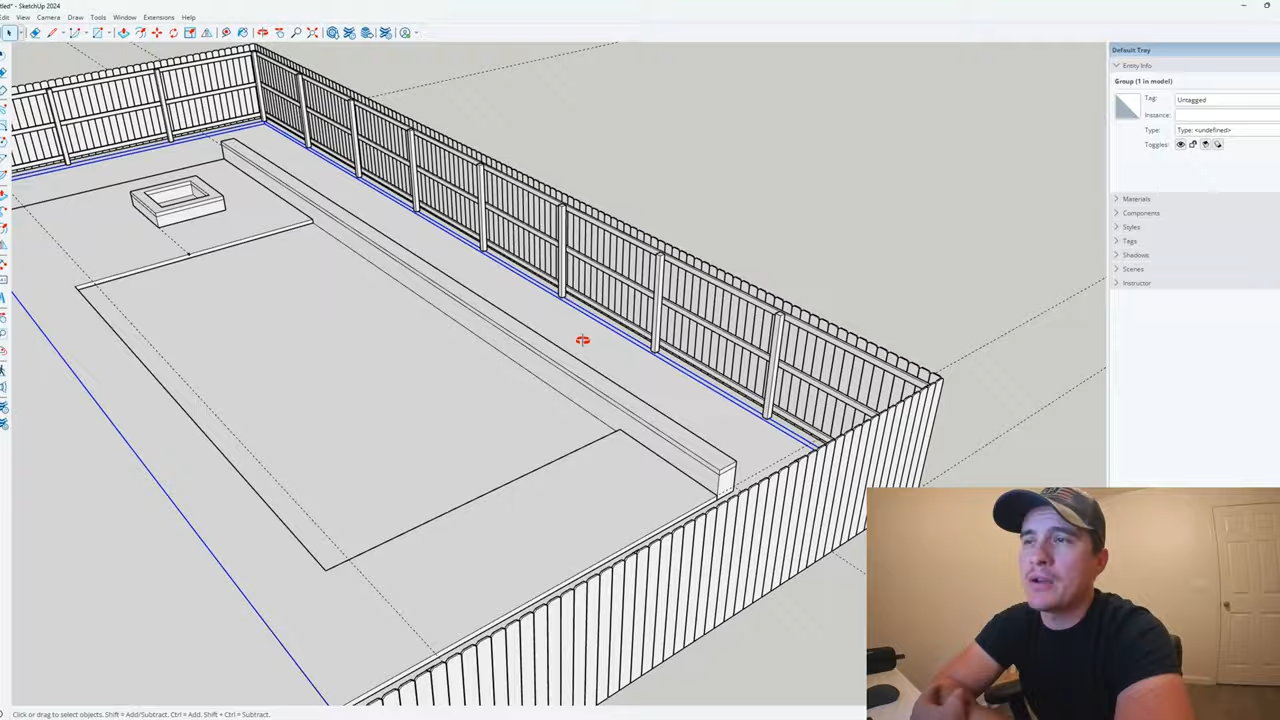 tled* - SketchUp 2024
Edit View Camera Draw Tools Window Extensions Help
Default Tray
Entity Info
Group (1 in model)
Tag: Untagged
Instance:
Type: Type: <undefined>
Toggles:
Materials
Components
Styles
Tags
Shadows
Scenes
Instructor
Click or drag to select objects. Shift = Add/Subtract. Ctrl = Add. Shift + Ctrl = Subtract.